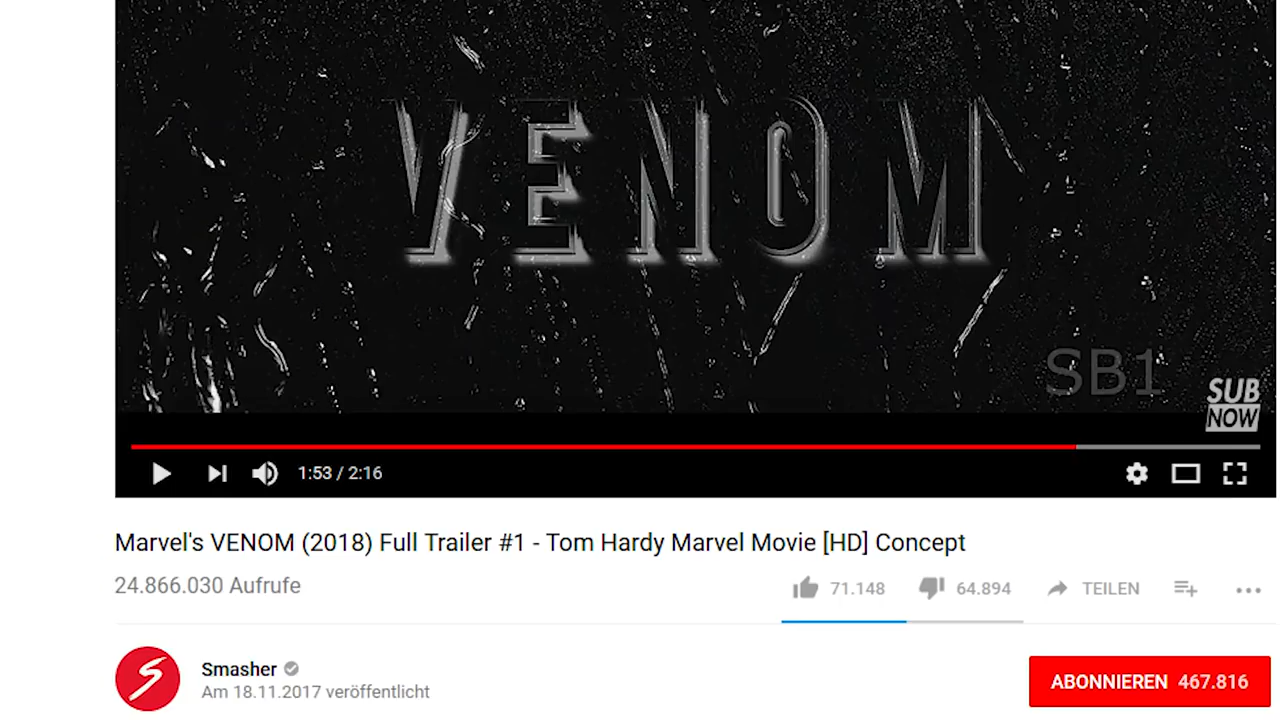 VENOM
SB1
SUB
NOW
1:53 / 2:16
Marvel's VENOM (2018) Full Trailer #1 - Tom Hardy Marvel Movie [HD] Concept
24.866.030 Aufrufe
71.148 64.894 TEILEN
Smasher
Am 18.11.2017 veröffentlicht
ABONNIEREN 467.816